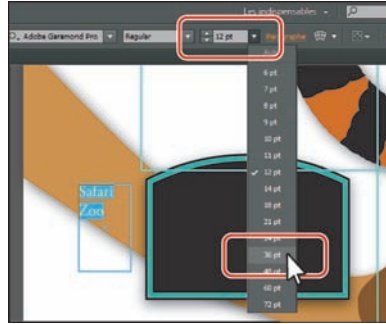 Les indispensables
Adobe Garamond Pro Regular 12 pt Paragraphe
6 pt
7 pt
8 pt
9 pt
10 pt
11 pt
12 pt
14 pt
18 pt
21 pt
24 pt
36 pt
48 pt
60 pt
72 pt
Safari
Zoo